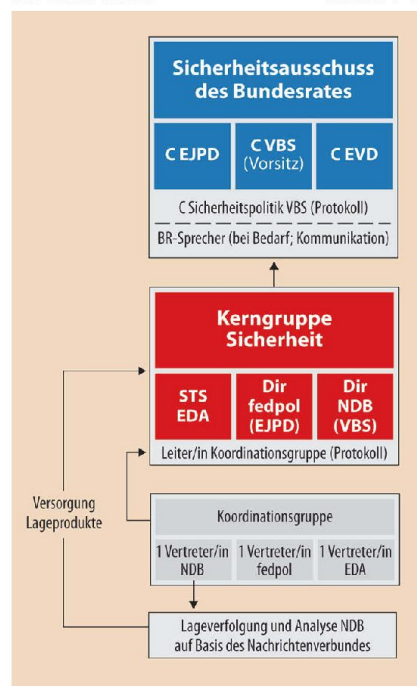 Sicherheitsausschuss
des Bundesrates
C EJPD
C VBS
(Vorsitz)
C EVD
C Sicherheitspolitik VBS (Protokoll)
BR-Sprecher (bei Bedarf; Kommunikation)
Kerngruppe
Sicherheit
STS
EDA
Dir
fedpol
(EJPD)
Dir
NDB
(VBS)
Leiter/in Koordinationsgruppe (Protokoll)
Versorgung
Lageprodukte
Koordinationsgruppe
1 Vertreter/in
NDB
1 Vertreter/in
fedpol
1 Vertreter/in
EDA
Lageverfolgung und Analyse NDB
auf Basis des Nachrichtenverbundes